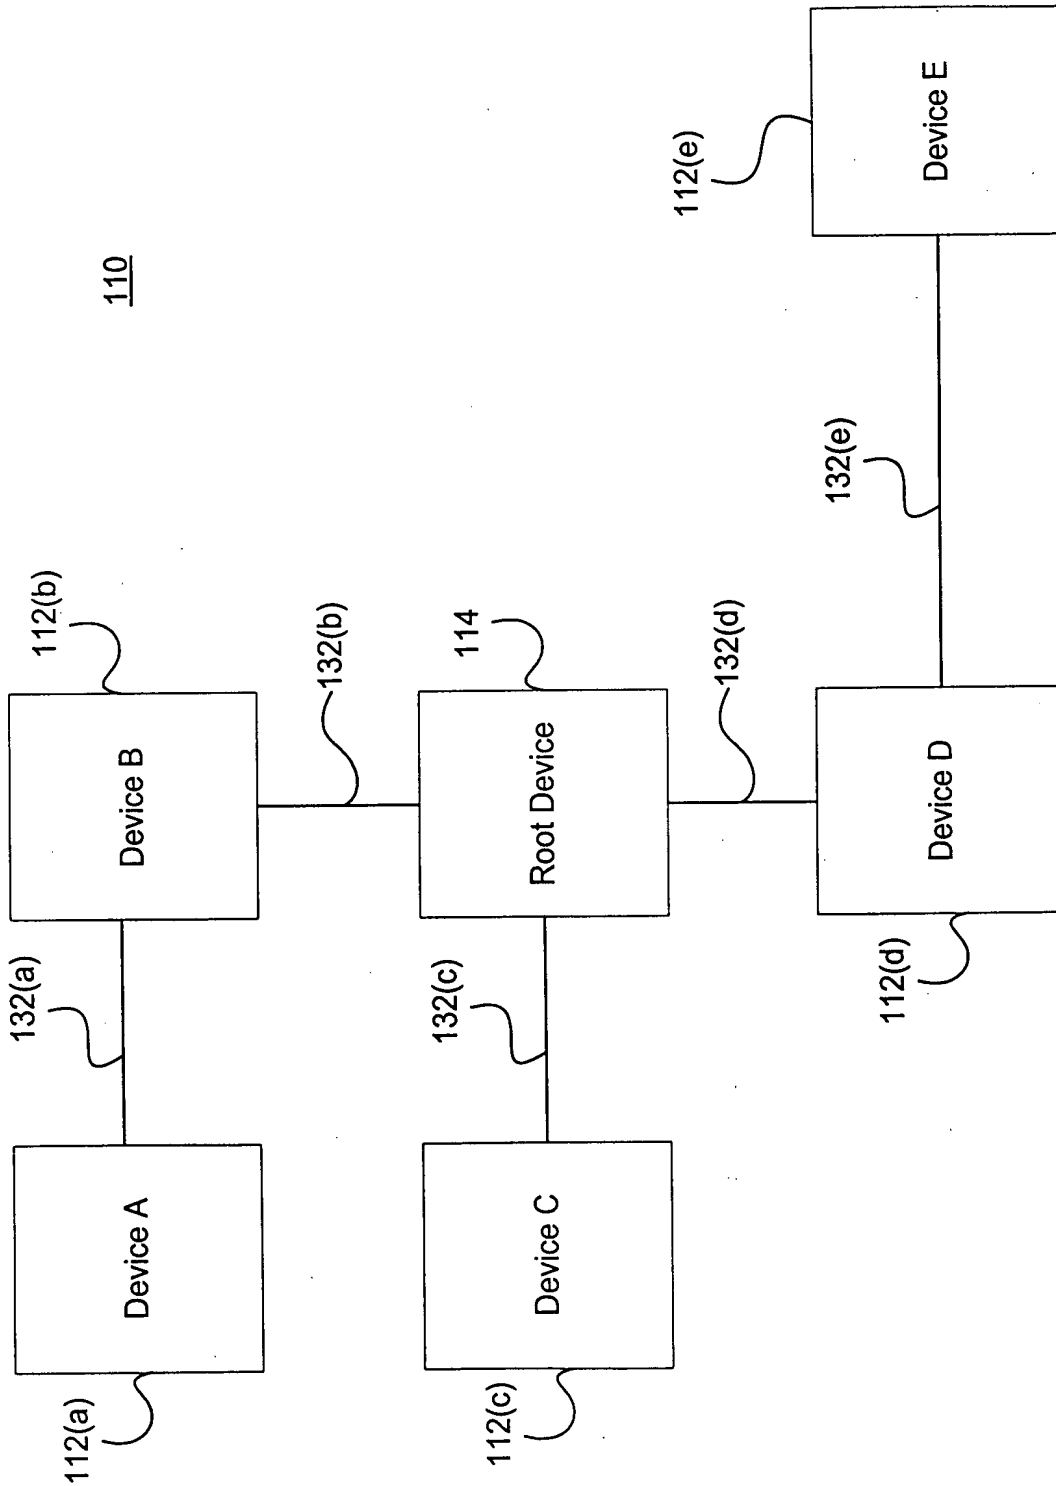 110
112(b)
132(a)
Device A
Device B
112(a)
132(b)
114
132(c)
Device C
Root Device
112(c)
132(d)
112(e)
132(e)
Device D
Device E
112(d)